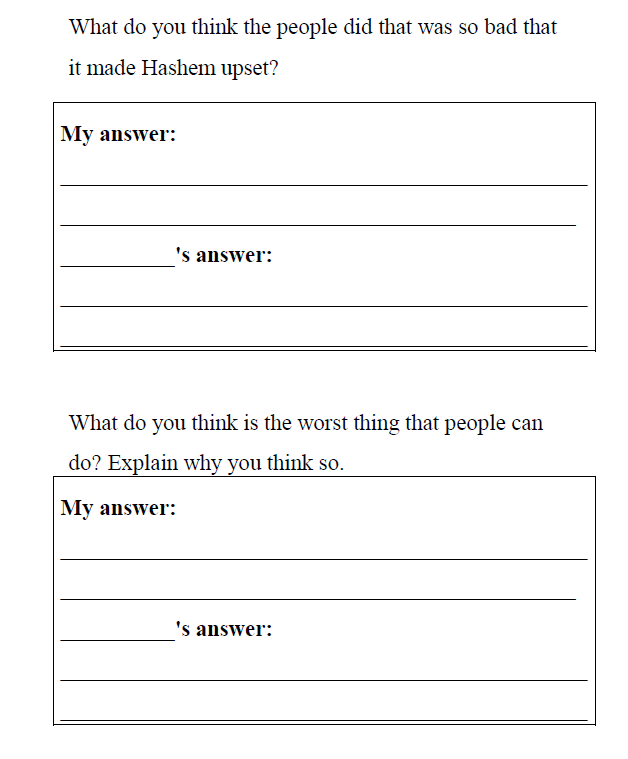 What do you think the people did that was so bad that
it made Hashem upset?
My answer:
__________'s answer:
What do you think is the worst thing that people can
do? Explain why you think so.
My answer:
__________'s answer: